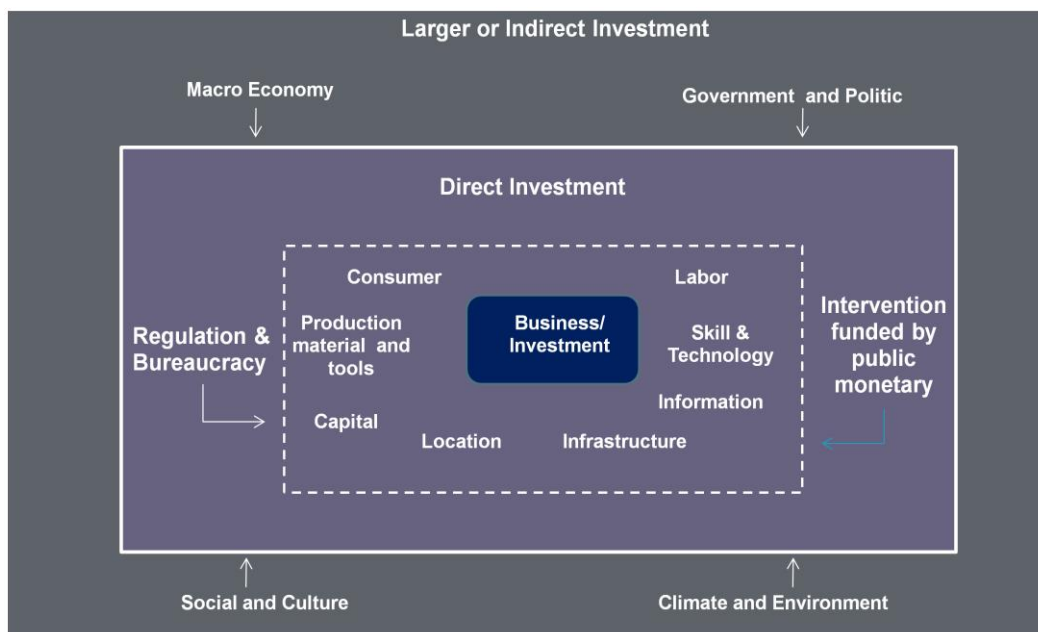 Larger or Indirect Investment
Macro Economy
Government and Politic
Direct Investment
Consumer
Labor
Regulation &
Bureaucracy
Production
material and
tools
Business/
Investment
Skill &
Technology
Intervention
funded by
public
monetary
Information
Capital
Location
Infrastructure
Social and Culture
Climate and Environment